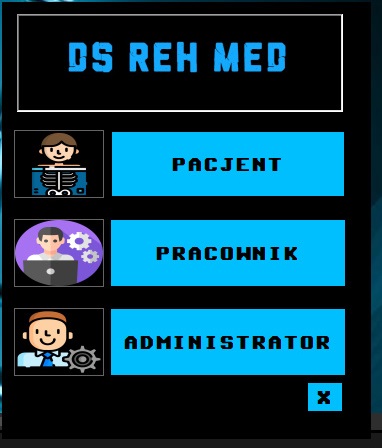 DS REH MED
PACJENT
PRACOWNIK
ADMINISTRATOR
X